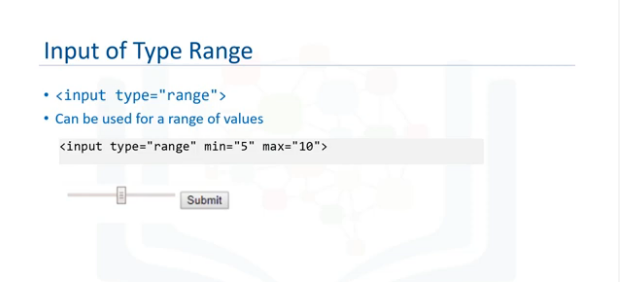 Input of Type Range
• <input type="range">
• Can be used for a range of values
<input type="range" min="5" max="10">
Submit